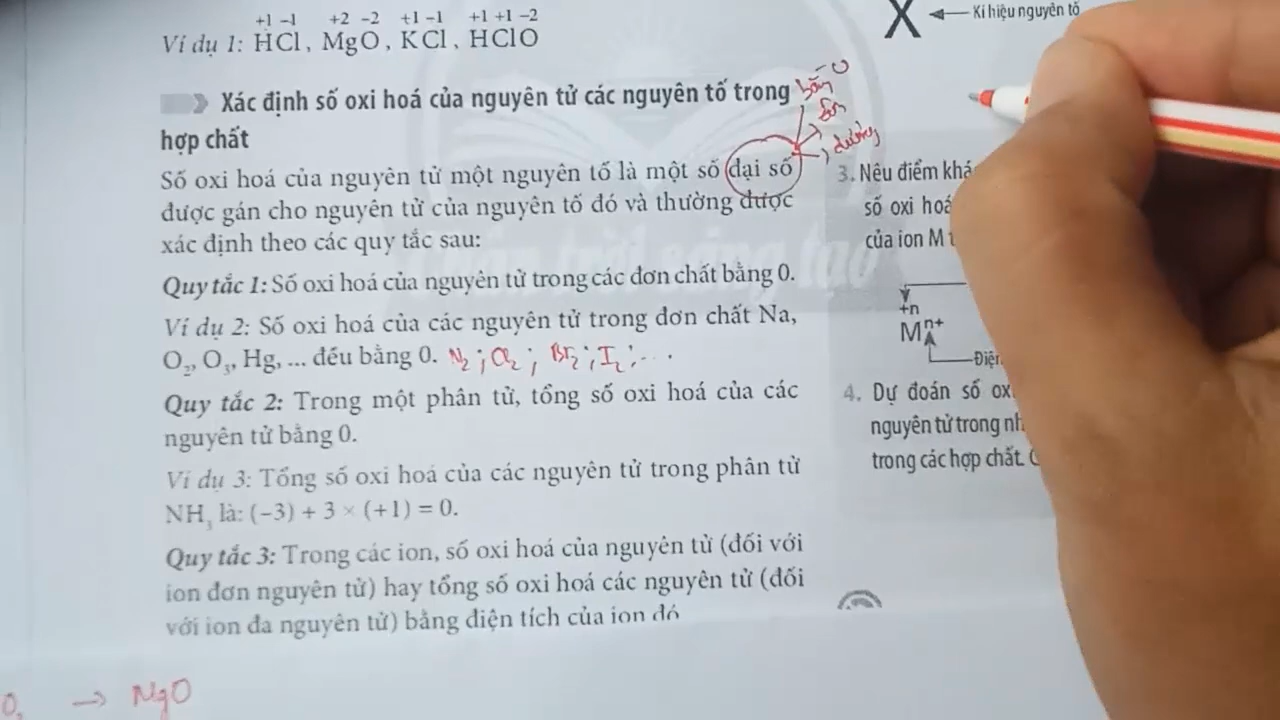 +1 -1 +2 -2 +1 -1 +1 +1 -2
Ví dụ 1: HCl, MgO, KCl, HClO
Xác định số oxi hoá của nguyên tử các nguyên tố trong
hợp chất
bằng 0
âm
dương
Số oxi hoá của nguyên tử một nguyên tố là một số đại số
được gán cho nguyên tử của nguyên tố đó và thường được
xác định theo các quy tắc sau:
Quy tắc 1: Số oxi hoá của nguyên tử trong các đơn chất bằng 0.
Ví dụ 2: Số oxi hoá của các nguyên tử trong đơn chất Na,
O₂, O₃, Hg, ... đều bằng 0. N₂; Cl₂; Br₂; I₂; ...
Quy tắc 2: Trong một phân tử, tổng số oxi hoá của các
nguyên tử bằng 0.
Ví dụ 3: Tổng số oxi hoá của các nguyên tử trong phân tử
NH₃ là: (–3) + 3 × (+1) = 0.
Quy tắc 3: Trong các ion, số oxi hoá của nguyên tử (đối với
ion đơn nguyên tử) hay tổng số oxi hoá các nguyên tử (đối
với ion đa nguyên tử) bằng điện tích của ion đó
→ MgO
X Kí hiệu nguyên tố
3. Nêu điểm khá
số oxi hoá
của ion M
+n
Mⁿ⁺
Điện
4. Dự đoán số ox
nguyên tử trong nh
trong các hợp chất.
Chân trời sáng tạo